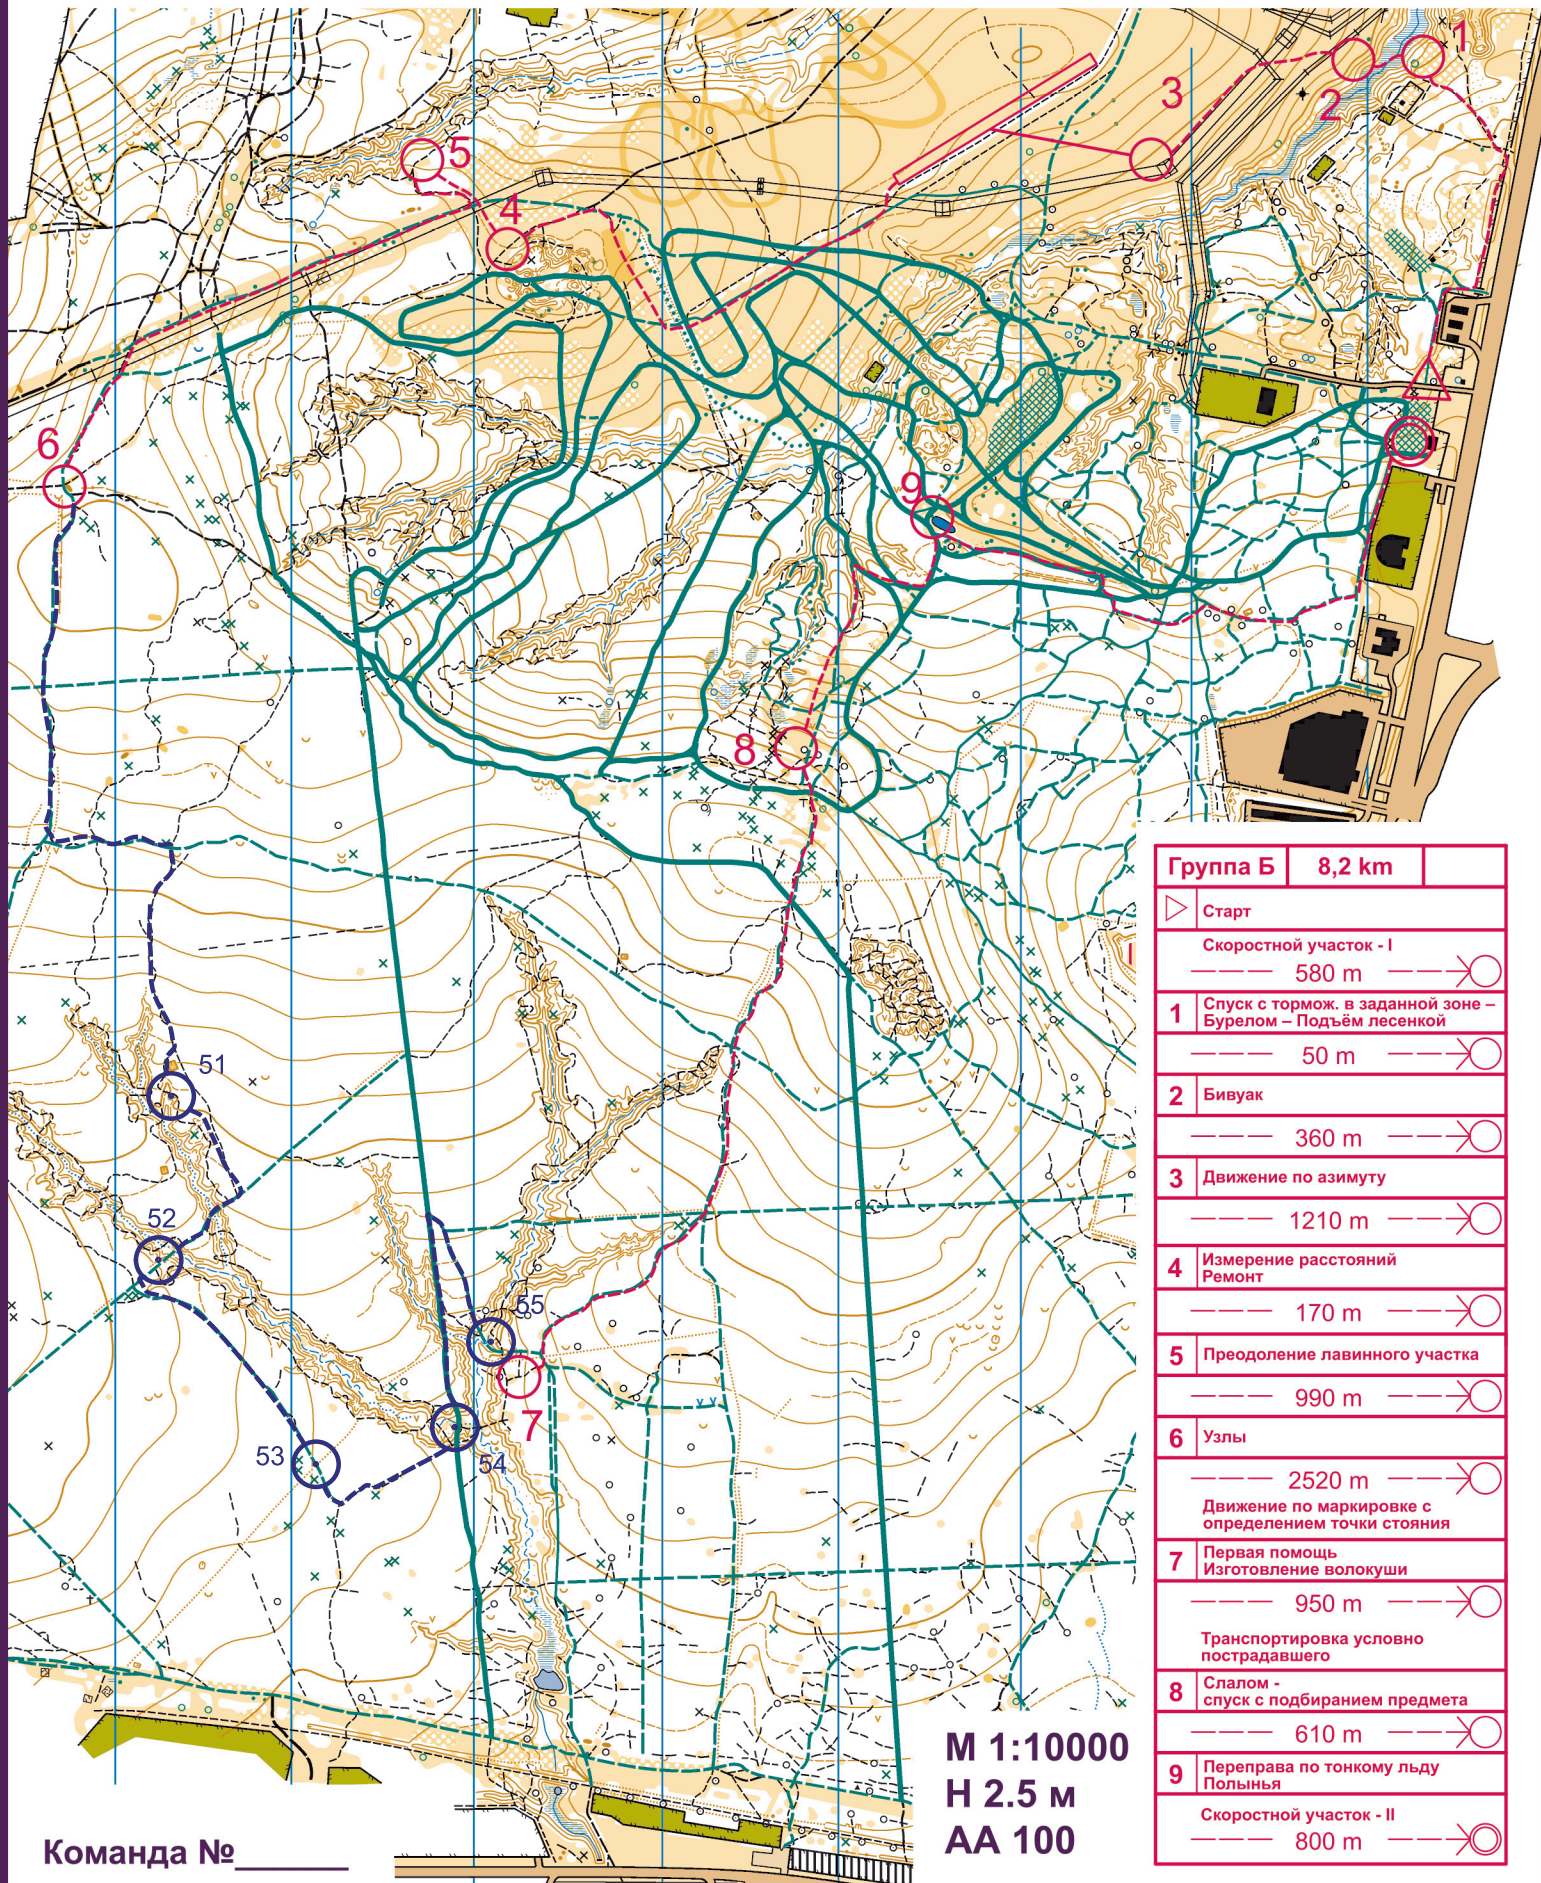 1
2
3
4
5
6
7
8
9
51
52
53
54
55
Группа Б 8,2 km
Старт
Скоростной участок - I
580 m
1 Спуск с тормож. в заданной зоне –
Бурелом – Подъём лесенкой
50 m
2 Бивуак
360 m
3 Движение по азимуту
1210 m
4 Измерение расстояний
Ремонт
170 m
5 Преодоление лавинного участка
990 m
6 Узлы
2520 m
Движение по маркировке с
определением точки стояния
7 Первая помощь
Изготовление волокуши
950 m
Транспортировка условно
пострадавшего
8 Слалом -
спуск с подбиранием предмета
610 m
9 Переправа по тонкому льду
Полынья
Скоростной участок - II
800 m
М 1:10000
Н 2.5 м
АА 100
Команда №______